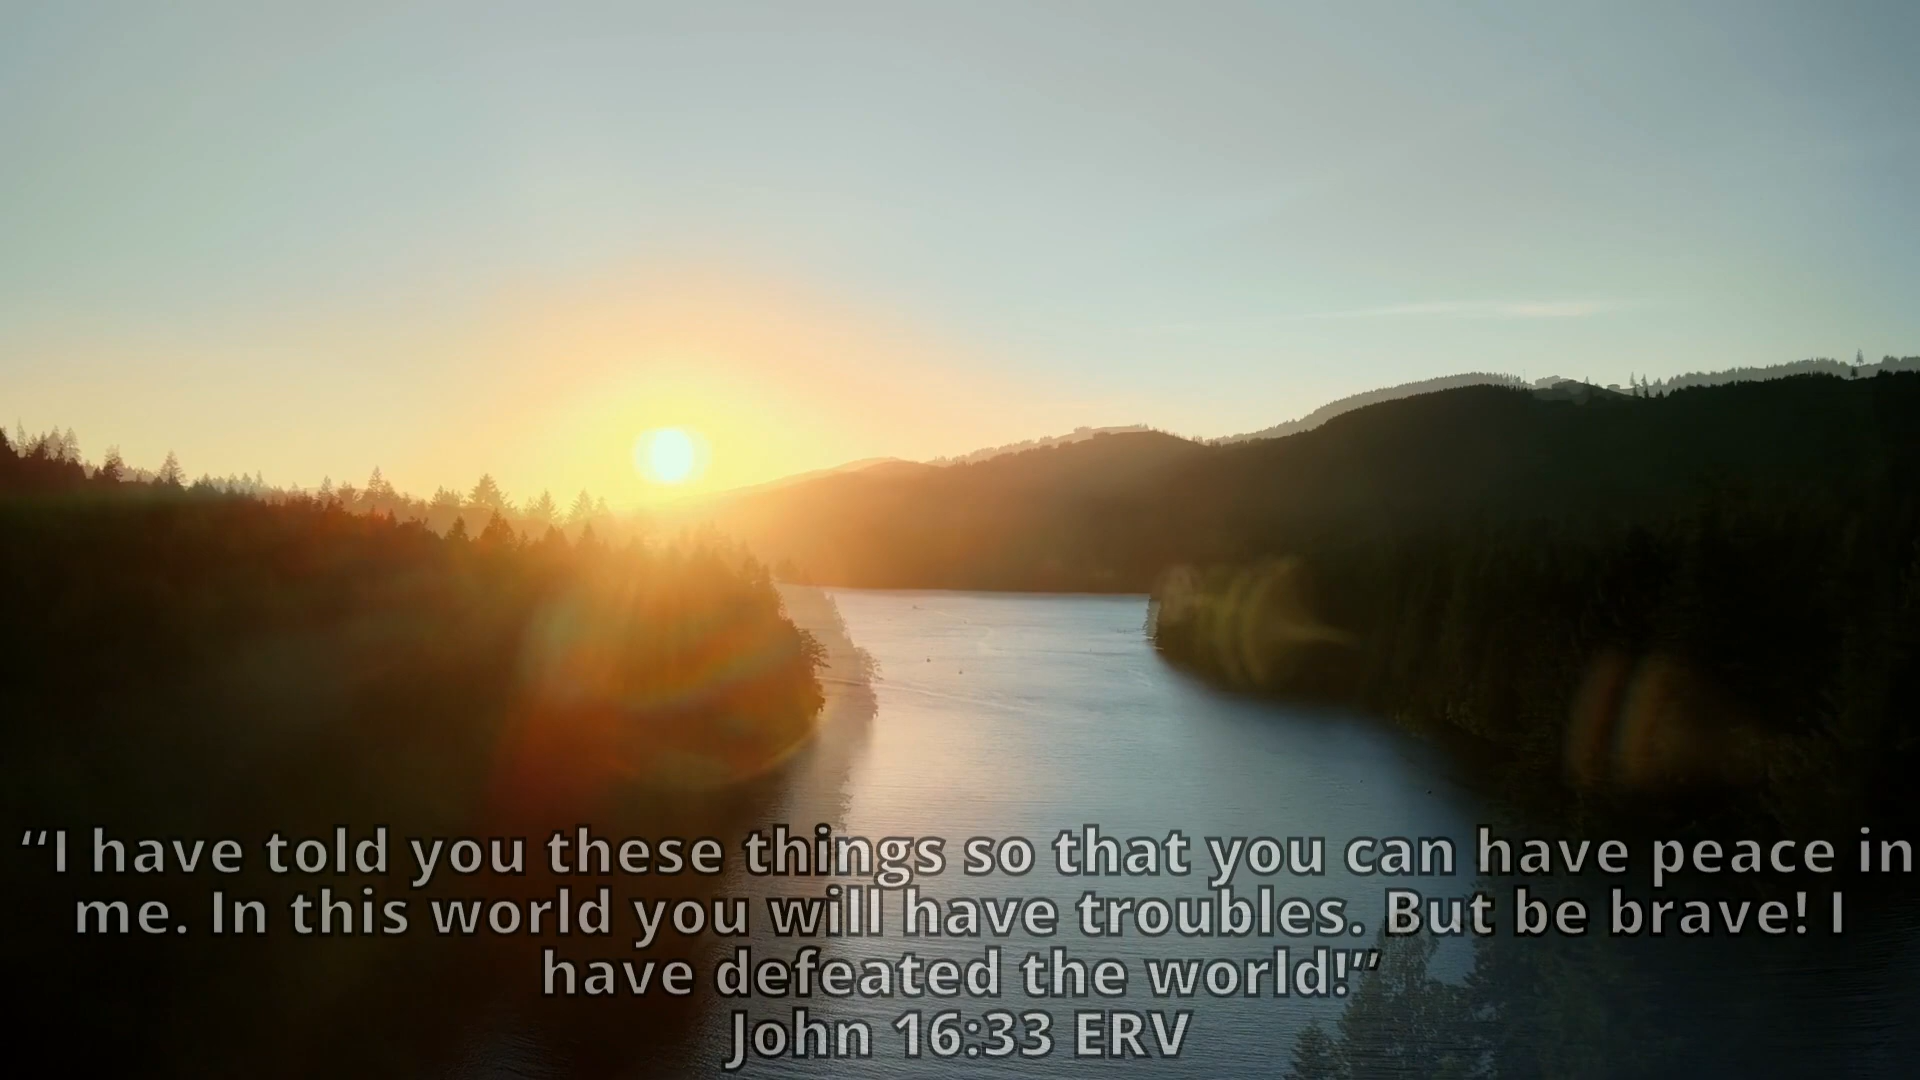 “I have told you these things so that you can have peace in
me. In this world you will have troubles. But be brave! I
have defeated the world!”
John 16:33 ERV